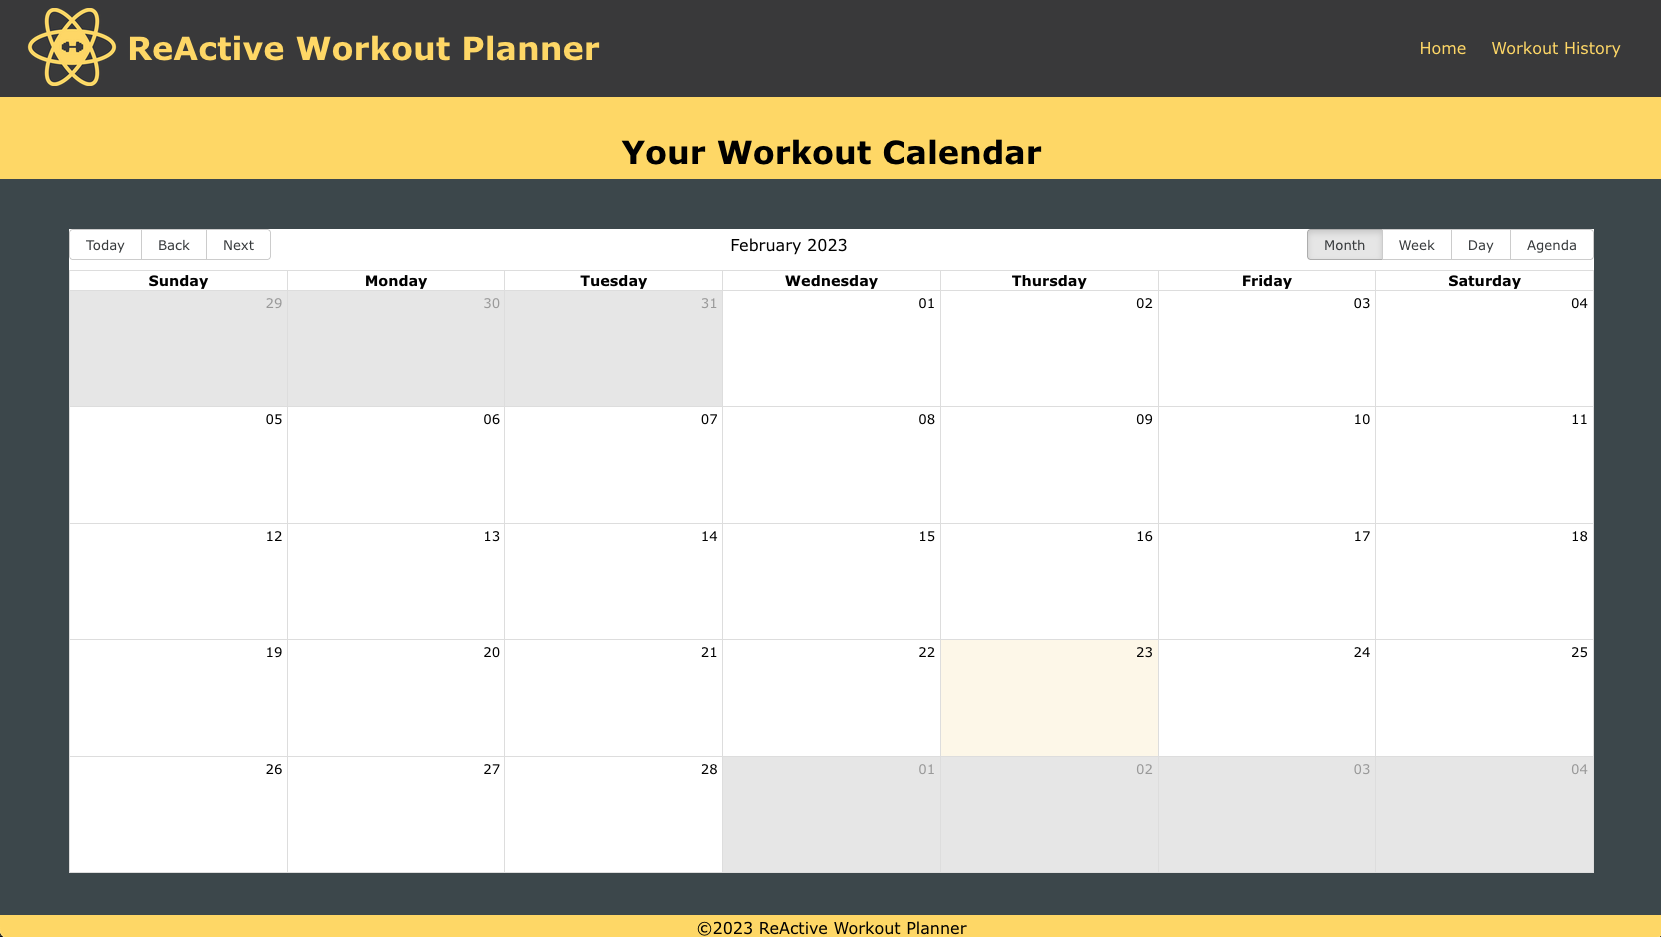 ReActive Workout Planner
Home Workout History
Your Workout Calendar
Today Back Next February 2023 Month Week Day Agenda
Sunday Monday Tuesday Wednesday Thursday Friday Saturday
29 30 31 01 02 03 04
05 06 07 08 09 10 11
12 13 14 15 16 17 18
19 20 21 22 23 24 25
26 27 28 01 02 03 04
©2023 ReActive Workout Planner